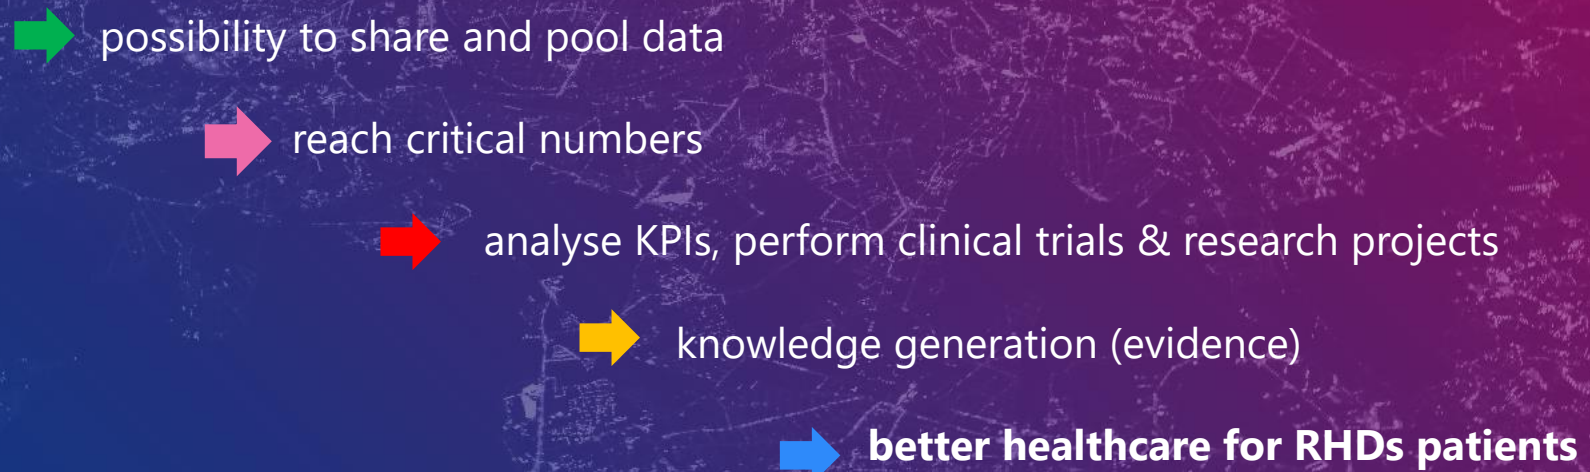 possibility to share and pool data
reach critical numbers
analyse KPIs, perform clinical trials & research projects
knowledge generation (evidence)
better healthcare for RHDs patients